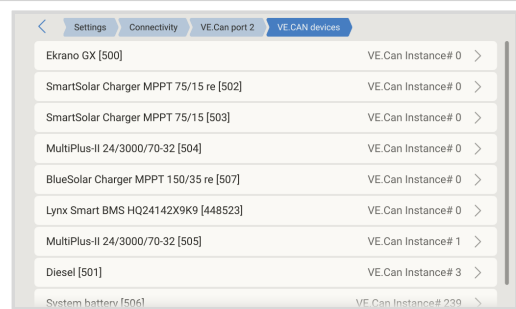 Settings Connectivity VE.Can port 2 VE.CAN devices
Ekrano GX [500] VE.Can Instance# 0
SmartSolar Charger MPPT 75/15 re [502] VE.Can Instance# 0
SmartSolar Charger MPPT 75/15 [503] VE.Can Instance# 0
MultiPlus-II 24/3000/70-32 [504] VE.Can Instance# 0
BlueSolar Charger MPPT 150/35 re [507] VE.Can Instance# 0
Lynx Smart BMS HQ24142X9K9 [448523] VE.Can Instance# 0
MultiPlus-II 24/3000/70-32 [505] VE.Can Instance# 1
Diesel [501] VE.Can Instance# 3
System battery [506] VE.Can Instance# 239